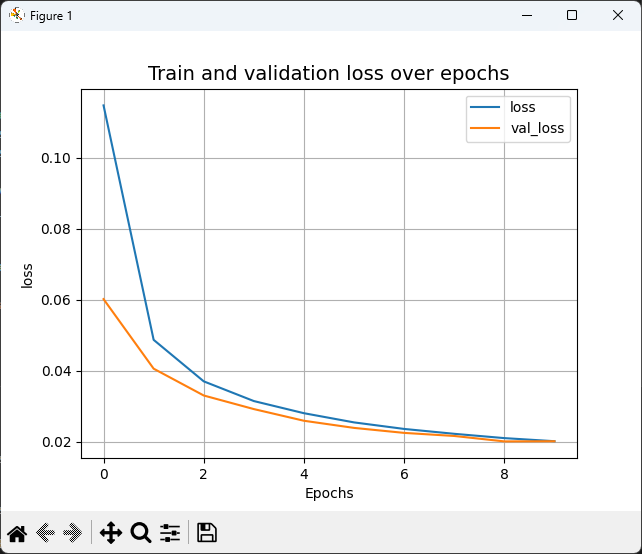 Figure 1
Train and validation loss over epochs
loss
val_loss
0.10
0.08
0.06
0.04
0.02
loss
0 2 4 6 8
Epochs